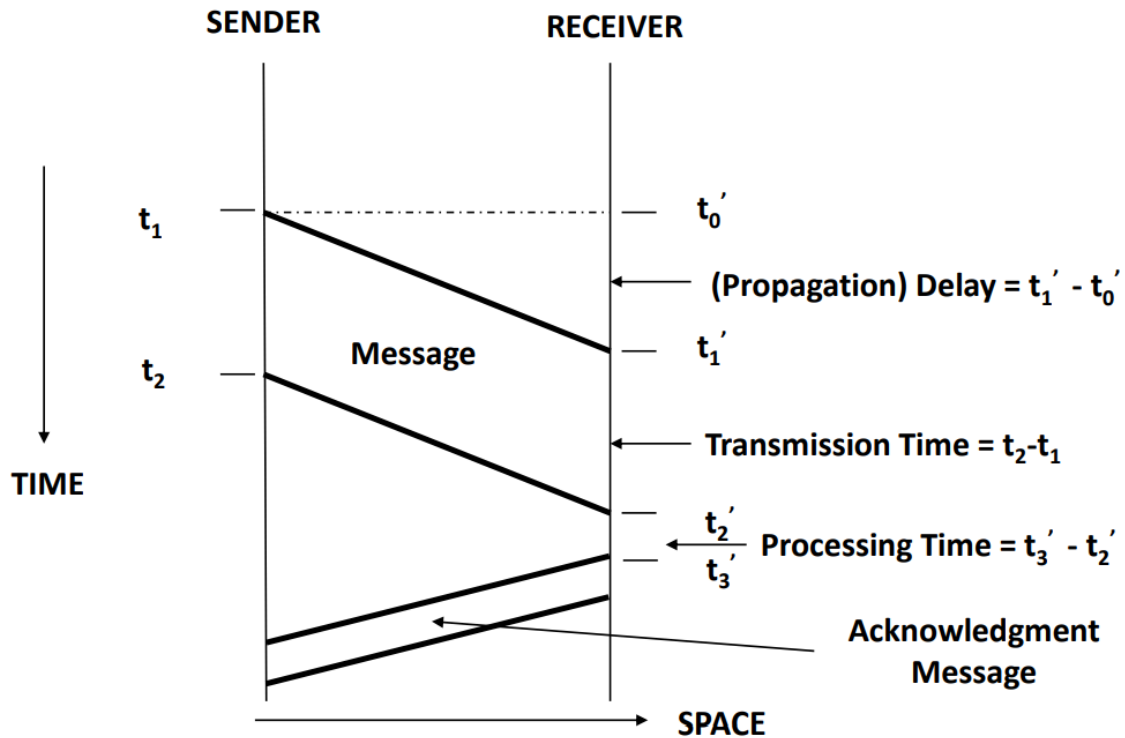 SENDER
RECEIVER
t₁
t₀'
(Propagation) Delay = t₁' - t₀'
Message
t₁'
t₂
Transmission Time = t₂-t₁
TIME
t₂'
Processing Time = t₃' - t₂'
t₃'
Acknowledgment
Message
SPACE